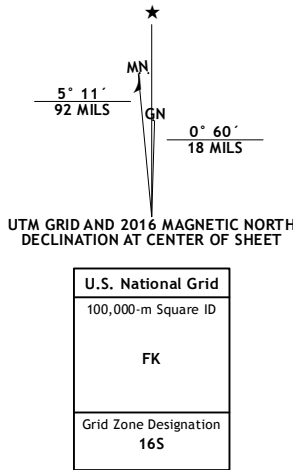 ★
MN
GN
5° 11´
92 MILS
0° 60´
18 MILS
UTM GRID AND 2016 MAGNETIC NORTH
DECLINATION AT CENTER OF SHEET
U.S. National Grid
100,000-m Square ID
FK
Grid Zone Designation
16S